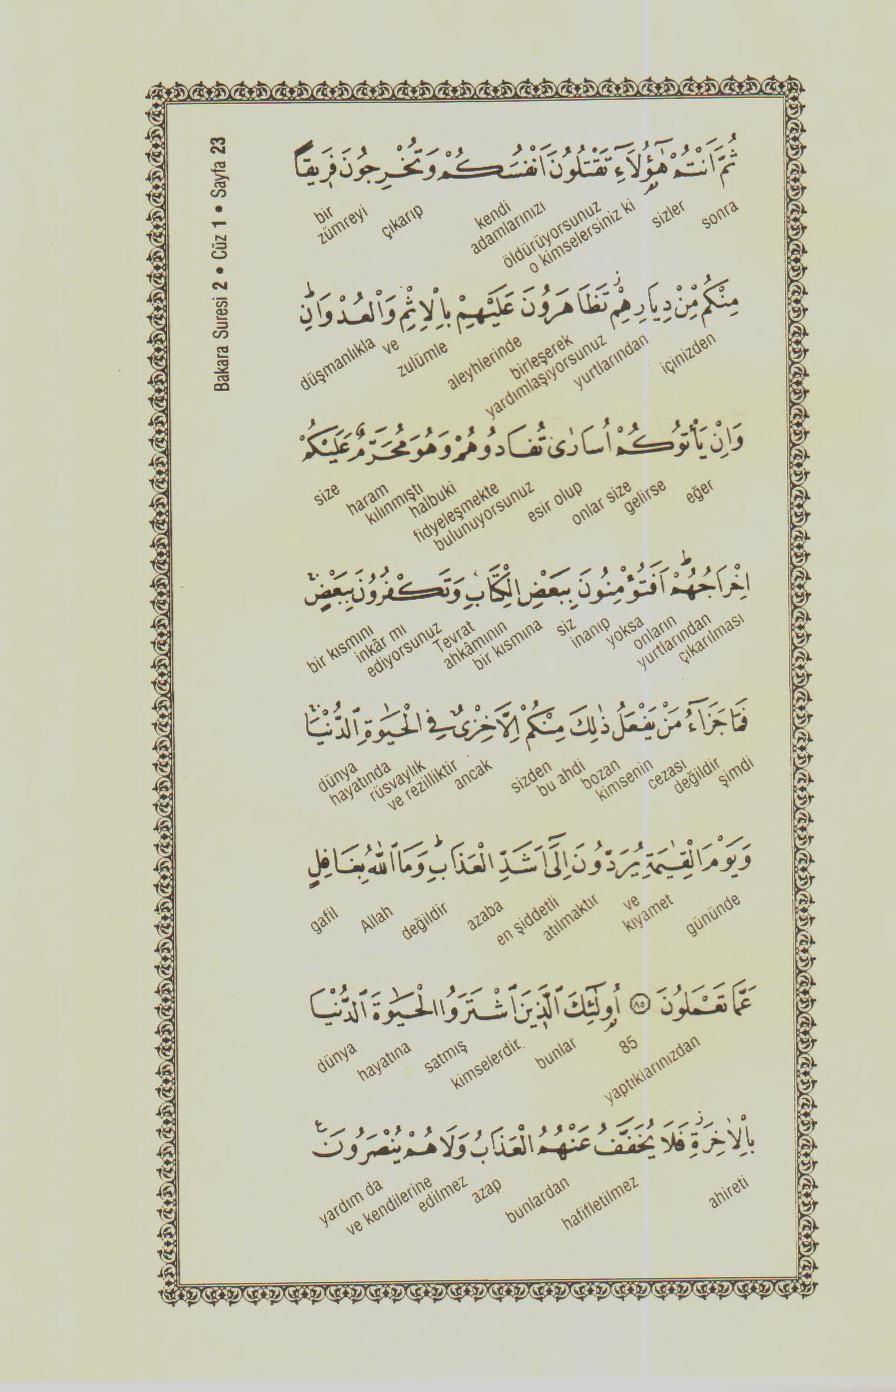 Bakara Suresi 2 • Cüz 1 • Sayfa 23
ثُمَّ اَنْتُمْ هٰٓؤُ۬لَٓاءِ تَقْتُلُونَ اَنْفُسَكُمْ وَتُخْرِجُونَ فَر۪يقاً
sonra sizler o kimselersiniz ki öldürüyorsunuz kendi adamlarınızı çıkarıp bir zümreyi
مِنْكُمْ مِنْ دِيَارِهِمْۘ تَظَاهَرُونَ عَلَيْهِمْ بِالْاِثْمِ وَالْعُدْوَانِۜ
içinizden yurtlarından birleşerek yardımlaşıyorsunuz aleyhlerinde zulümle ve düşmanlıkla
وَاِنْ يَأْتُوكُمْ اُسَارٰى تُفَادُوهُمْ وَهُوَ مُحَرَّمٌ عَلَيْكُمْ
eğer gelirse onlar size esir olup fidyeleşmekte bulunuyorsunuz halbuki haram kılınmıştı size
اِخْرَاجُهُمْۜ اَفَتُؤْمِنُونَ بِبَعْضِ الْكِتَابِ وَتَكْفُرُونَ بِبَعْضٍۚ
çıkarılması yurtlarından onların yoksa inanıp siz bir kısmına ahkâmının Tevrat ediyorsunuz inkâr mı bir kısmını
فَمَا جَزَٓاءُ مَنْ يَفْعَلُ ذٰلِكَ مِنْكُمْ اِلَّا خِزْيٌ فِي الْحَيٰوةِ الدُّنْيَاۚ
şimdi değildir cezası kimsenin bozan bu ahdi sizden ancak ve rezilliktir rüsvaylık hayatında dünya
وَيَوْمَ الْقِيٰمَةِ يُرَدُّونَ اِلٰٓى اَشَدِّ الْعَذَابِۜ وَمَا اللّٰهُ بِغَافِلٍ
gününde kıyamet ve atılmaktır en şiddetli azaba değildir Allah gafil
عَمَّا تَعْمَلُونَ ﴿٨٥﴾ اُو۬لٰٓئِكَ الَّذ۪ينَ اشْتَرَوُا الْحَيٰوةَ الدُّنْيَا
yaptıklarınızdan 85 bunlar kimselerdir satmış hayatına dünya
بِالْاٰخِرَةِۘ فَلَا يُخَفَّفُ عَنْهُمُ الْعَذَابُ وَلَا هُمْ يُنْصَرُونَ۟
ahireti hafifletilmez bunlardan azap edilmez ve kendilerine yardım da